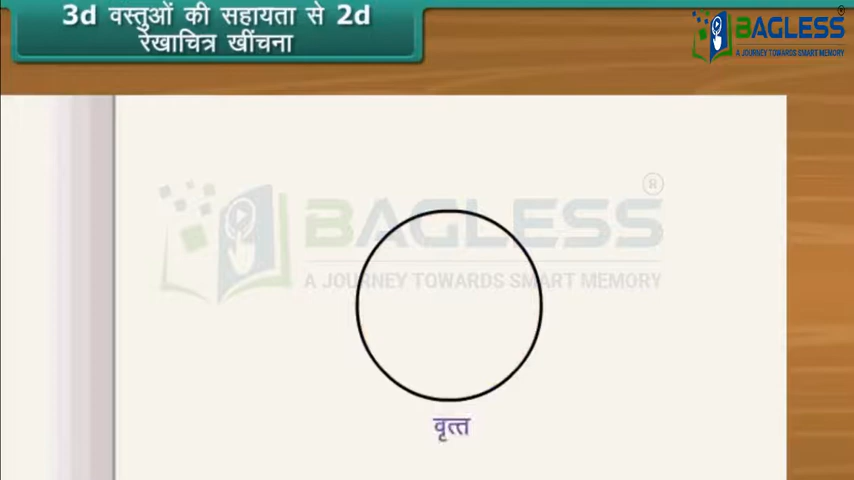 3d वस्तुओं की सहायता से 2d
रेखाचित्र खींचना
BAGLESS®
A JOURNEY TOWARDS SMART MEMORY
BAGLESS®
A JOURNEY TOWARDS SMART MEMORY
वृत्त